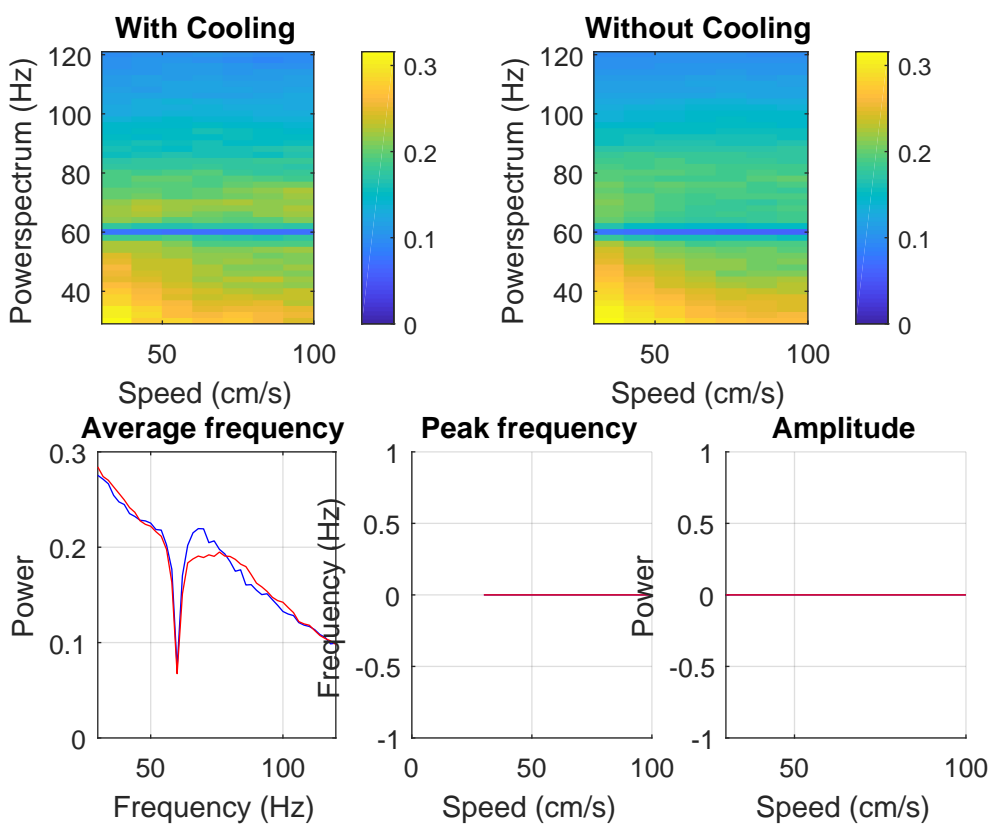 With Cooling
Powerspectrum (Hz)
120
100
80
60
40
50
100
Speed (cm/s)
0.3
0.2
0.1
0
Without Cooling
Powerspectrum (Hz)
120
100
80
60
40
50
100
Speed (cm/s)
0.3
0.2
0.1
0
Average frequency
Power
0.3
0.2
0.1
0
50
100
Frequency (Hz)
Peak frequency
Frequency (Hz)
1
0.5
0
-0.5
-1
0
50
100
Speed (cm/s)
Amplitude
Power
1
0.5
0
-0.5
-1
50
100
Speed (cm/s)